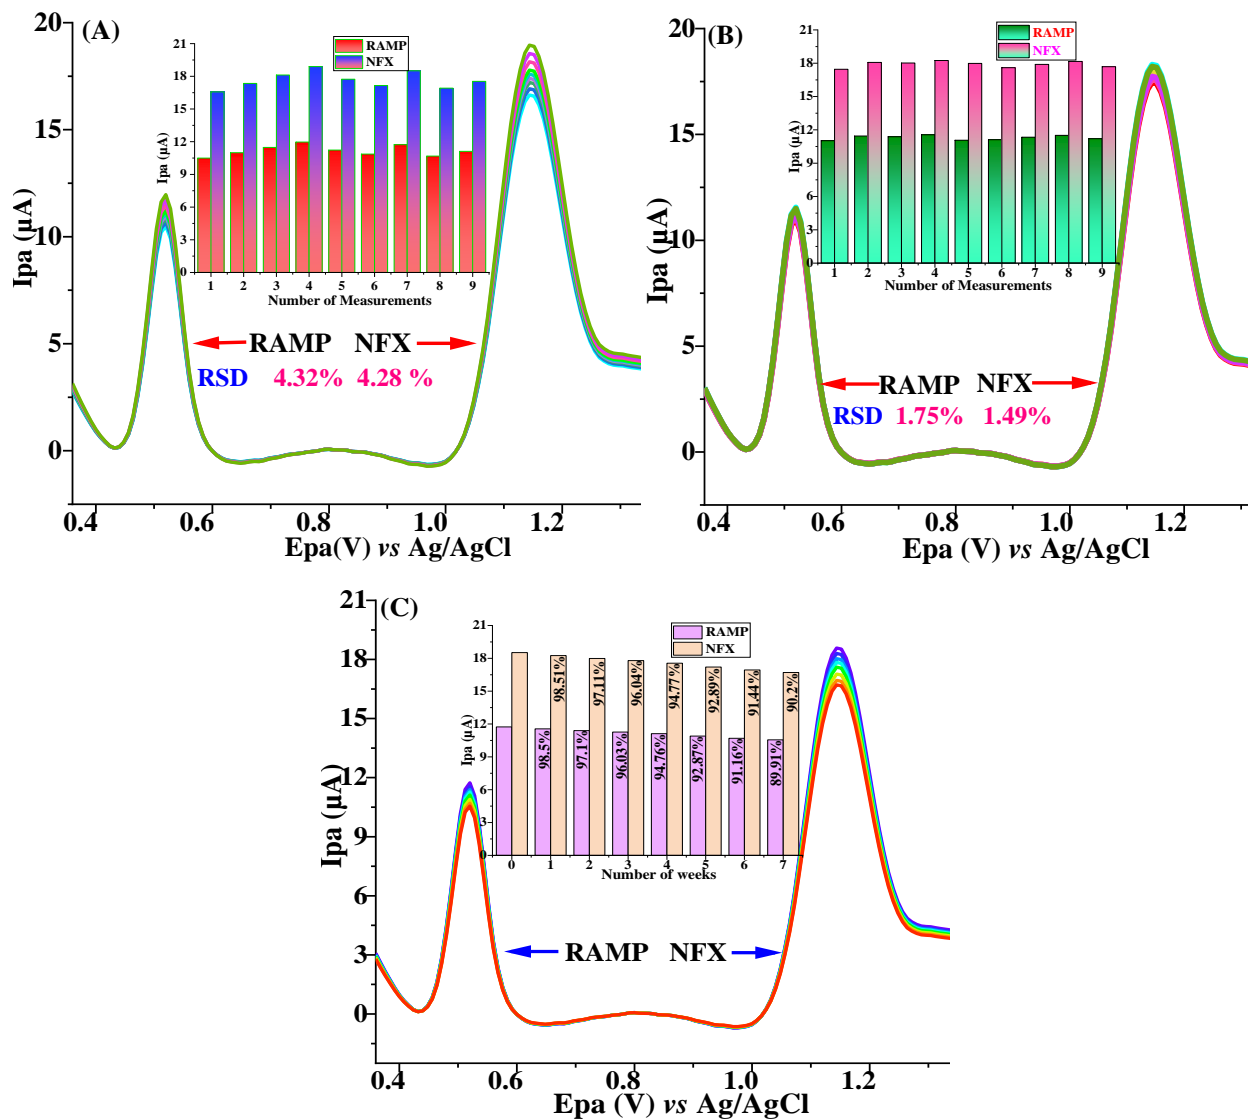 (A)
20
15
10
5
0
Ipa (µA)
0.4 0.6 0.8 1.0 1.2
Epa(V) vs Ag/AgCl
RAMP NFX
RSD 4.32% 4.28 %
RAMP
NFX
21
18
15
12
9
6
3
0
Ipa (µA)
1 2 3 4 5 6 7 8 9
Number of Measurements
(B)
20
15
10
5
0
Ipa (µA)
0.4 0.6 0.8 1.0 1.2
Epa (V) vs Ag/AgCl
RAMP NFX
RSD 1.75% 1.49%
RAMP
NFX
21
18
15
12
9
6
3
0
Ipa (µA)
1 2 3 4 5 6 7 8 9
Number of Measurements
(C)
21
18
15
12
9
6
3
0
Ipa (µA)
0.4 0.6 0.8 1.0 1.2
Epa (V) vs Ag/AgCl
RAMP NFX
RAMP
NFX
21
18
15
12
9
6
3
0
Ipa (µA)
98.51% 97.11% 96.04% 94.77% 92.89% 91.44% 90.2%
98.5% 97.1% 96.03% 94.76% 92.87% 91.16% 89.91%
0 1 2 3 4 5 6 7
Number of weeks